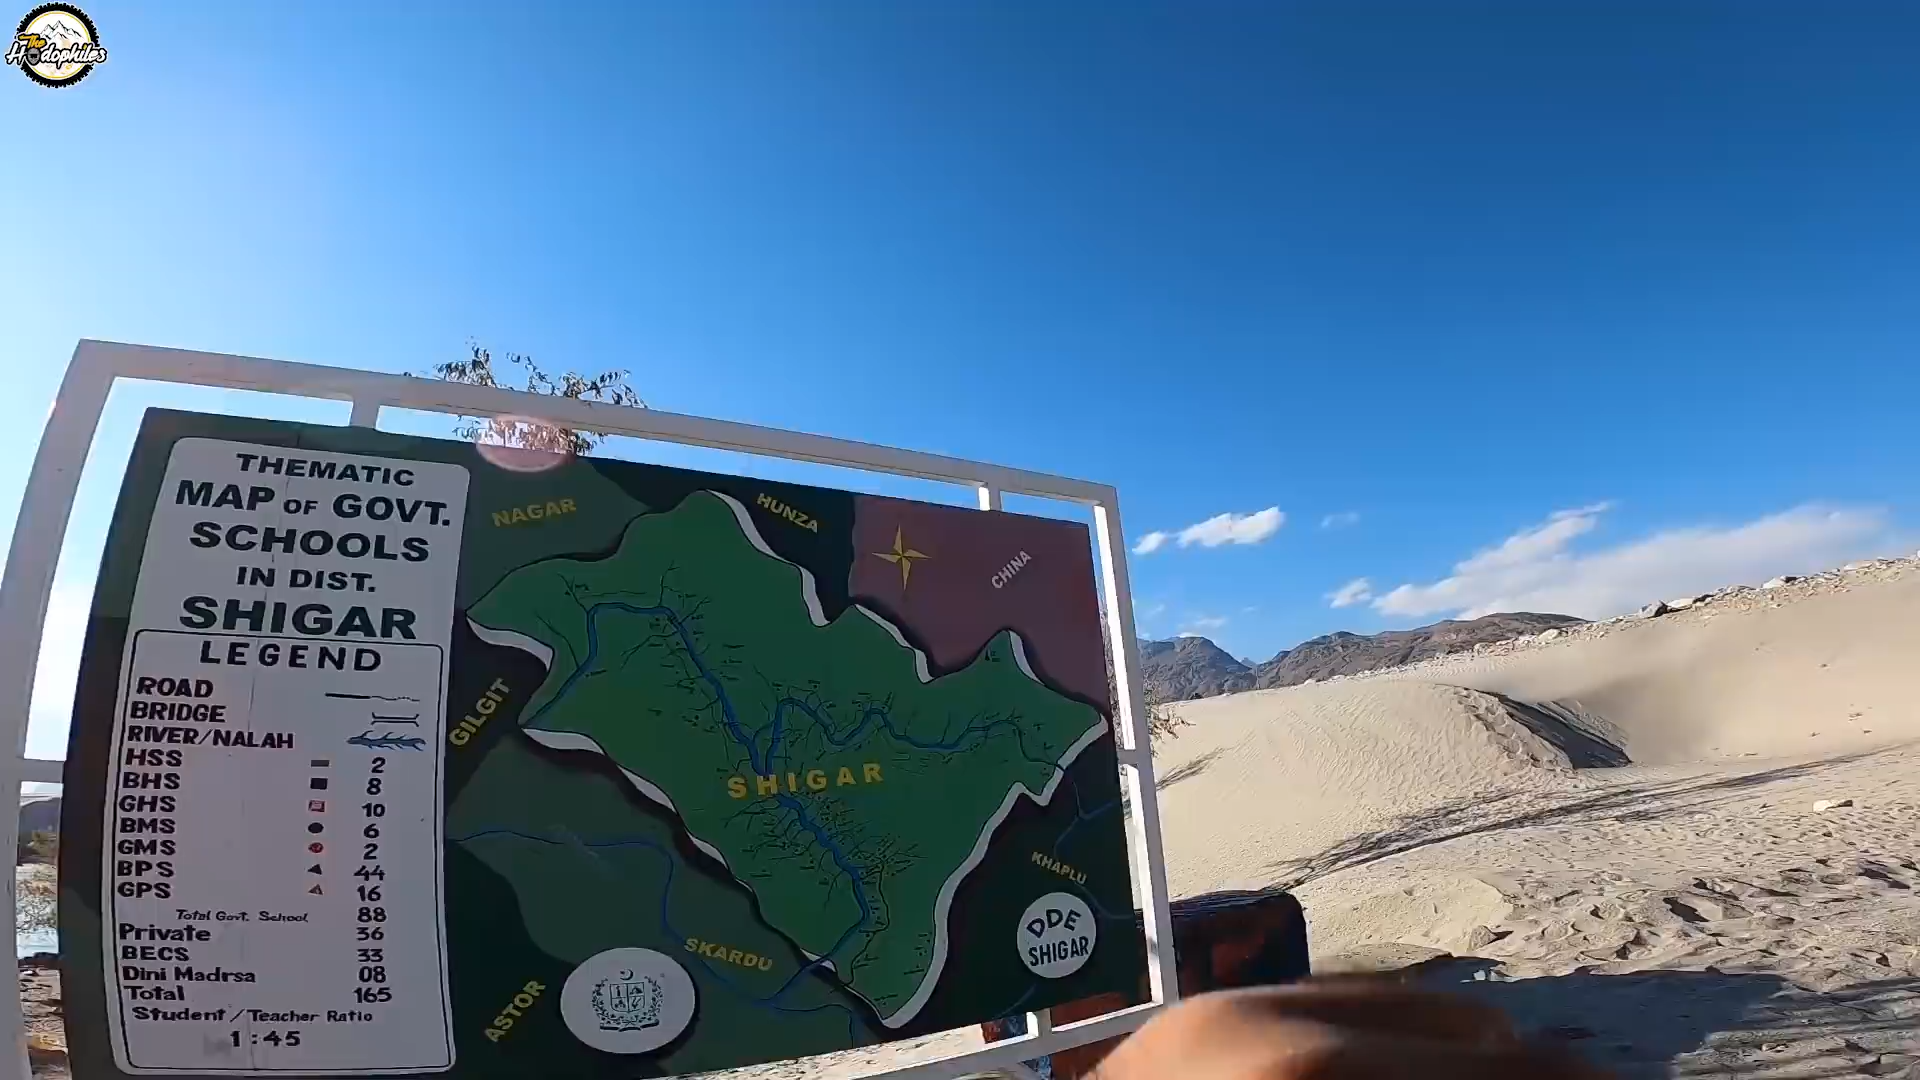 The
Hodophiles
THEMATIC
MAP OF GOVT.
SCHOOLS
IN DIST.
SHIGAR
LEGEND
ROAD
BRIDGE
RIVER/NALAH
HSS 2
BHS 8
GHS 10
BMS 6
GMS 2
BPS 44
GPS 16
Total Govt. School 88
Private 36
BECS 33
Dini Madrsa 08
Total 165
Student/Teacher Ratio
1:45
NAGAR
HUNZA
CHINA
GILGIT
SHIGAR
KHAPLU
SKARDU
ASTOR
DDE
SHIGAR